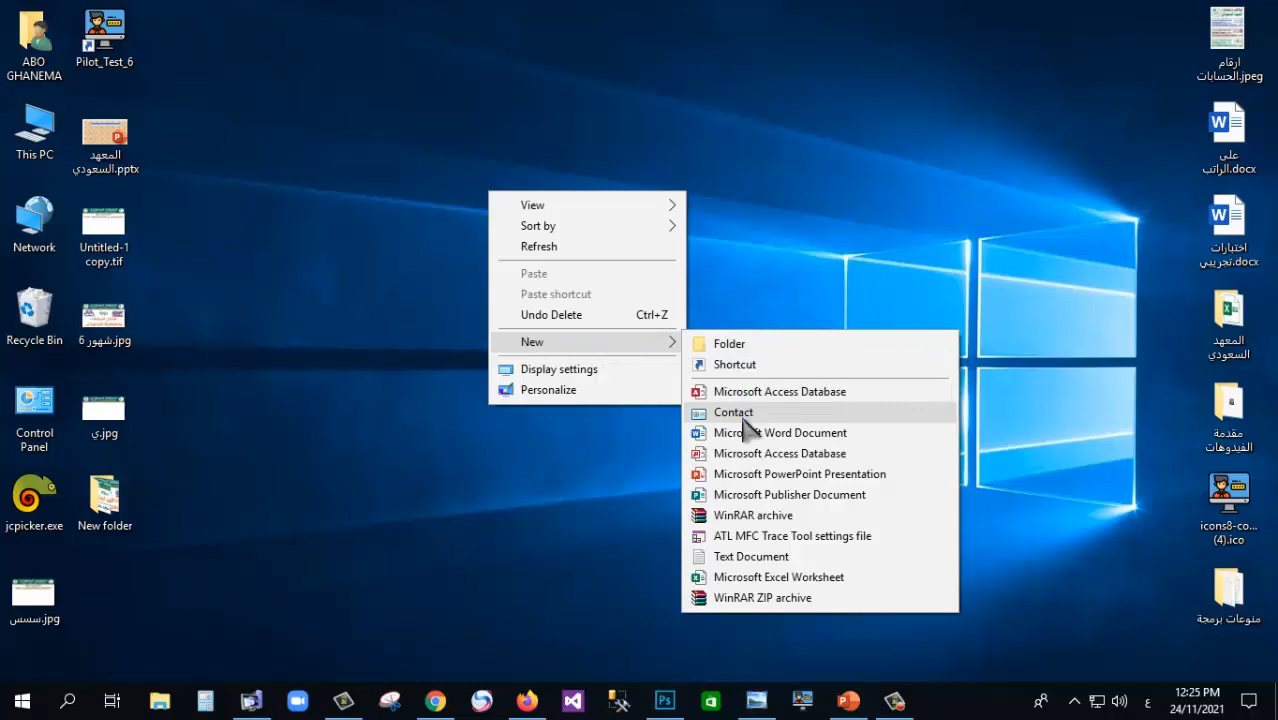 ABO
GHANEMA
Pilot_Test_6
This PC
المعهد
السعودي.pptx
Network
Untitled-1
copy.tif
Recycle Bin
6 شهور.jpg
Control
Panel
ي.jpg
jcpicker.exe
New folder
سسس.jpg
View
Sort by
Refresh
Paste
Paste shortcut
Undo Delete Ctrl+Z
New
Display settings
Personalize
Folder
Shortcut
Microsoft Access Database
Contact
Microsoft Word Document
Microsoft Access Database
Microsoft PowerPoint Presentation
Microsoft Publisher Document
WinRAR archive
ATL MFC Trace Tool settings file
Text Document
Microsoft Excel Worksheet
WinRAR ZIP archive
ارقام
الحسابات.jpeg
على
الراتب.docx
اختبارات
تجريبي.docx
المعهد
السعودي
مقدمة
الفيدوهات
icons8-co...
(4).ico
منوعات برمجة
Ps
ع
12:25 PM
24/11/2021